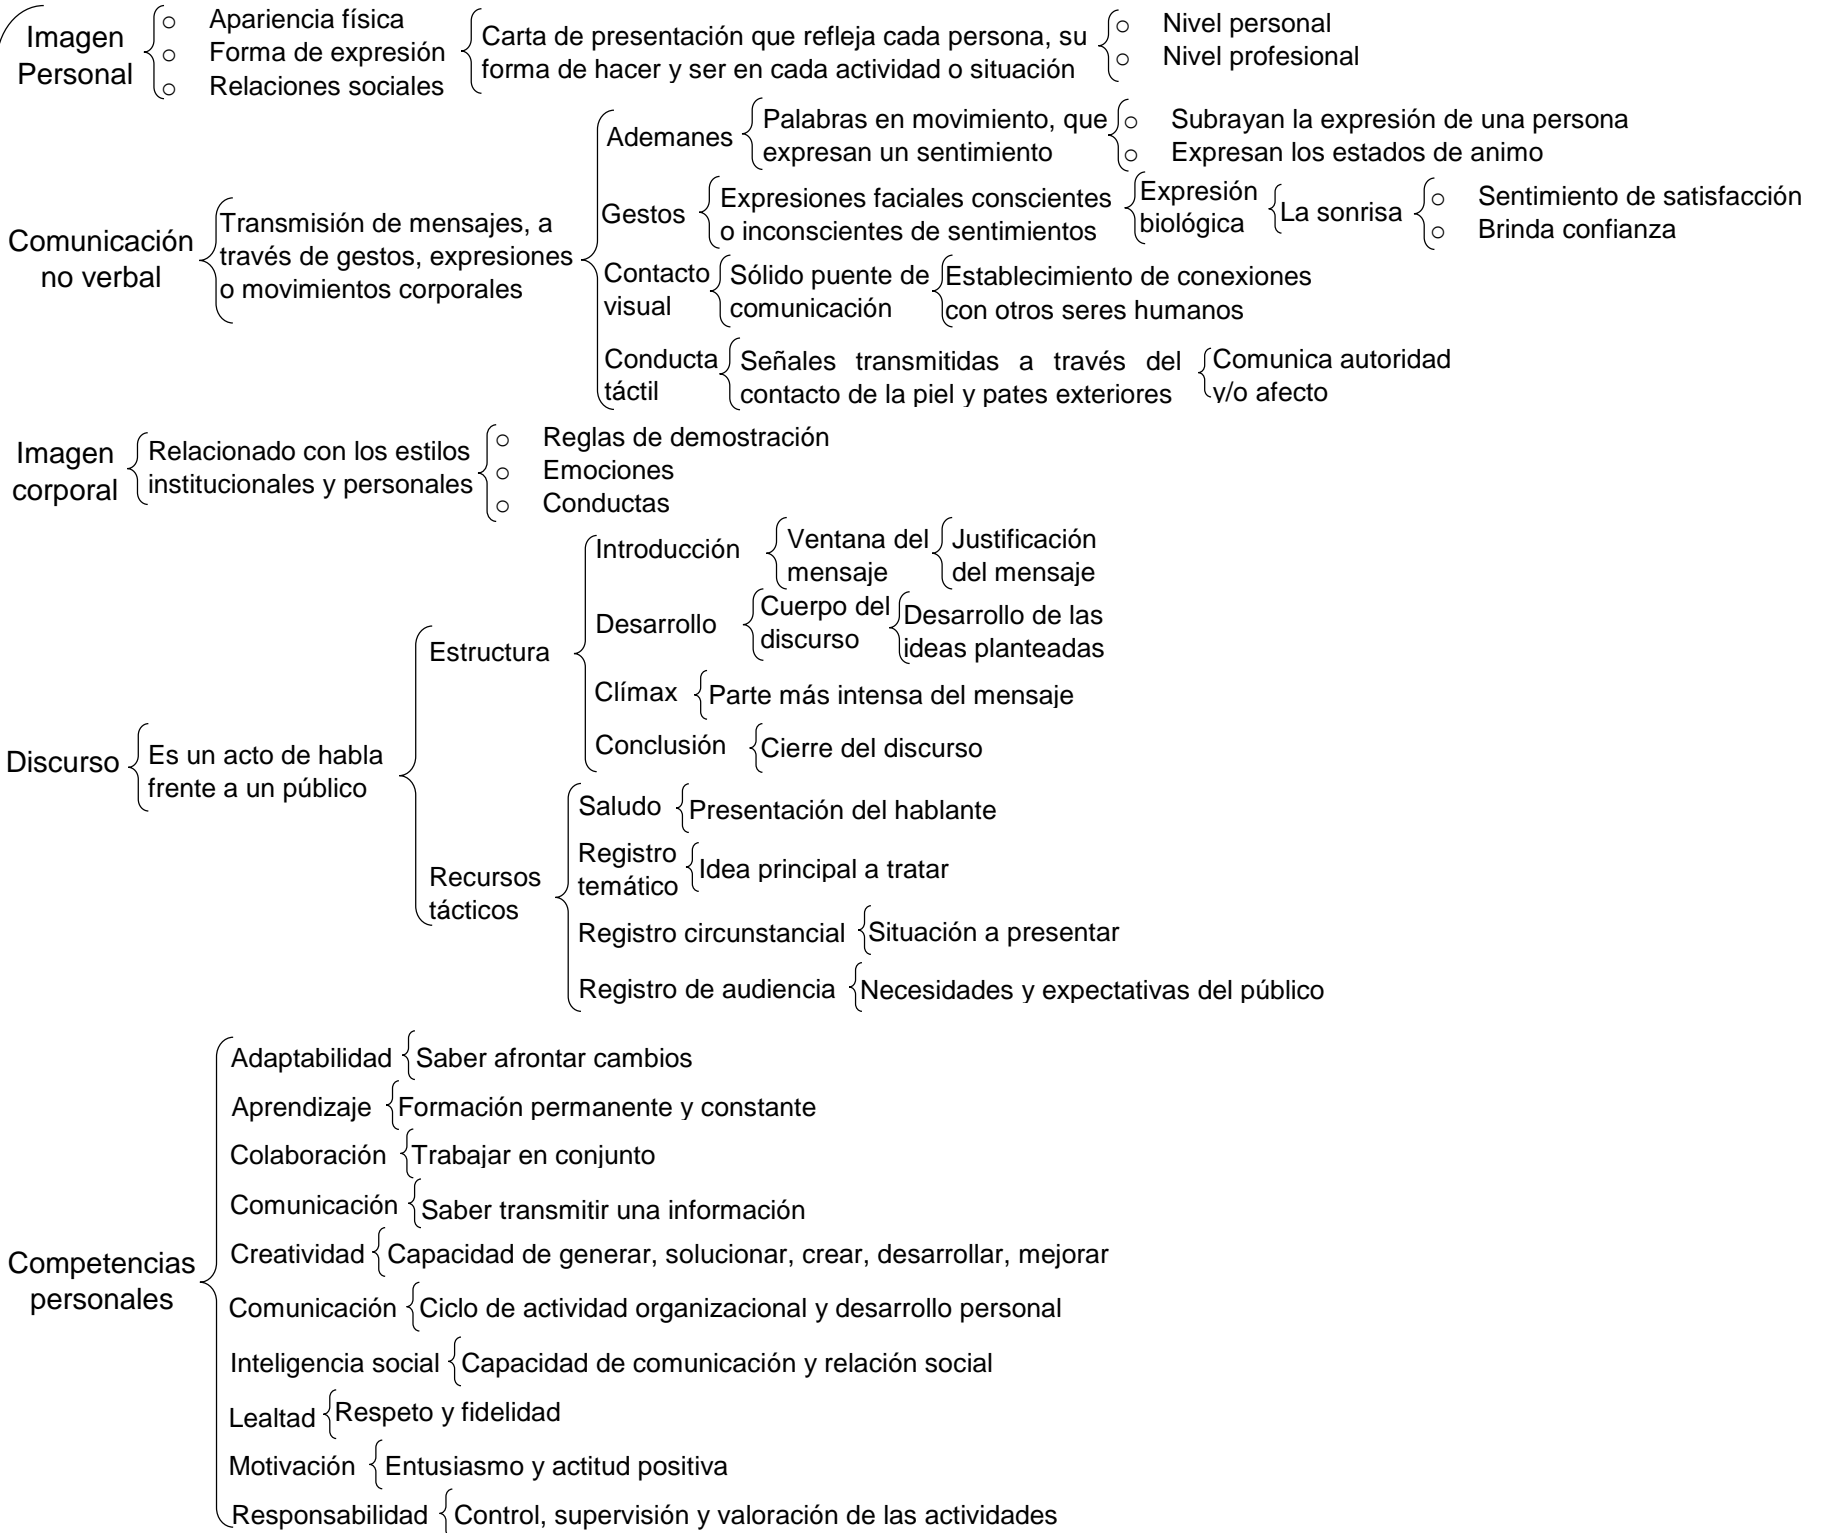 Imagen
Personal
○ Apariencia física
○ Forma de expresión
○ Relaciones sociales
Carta de presentación que refleja cada persona, su
forma de hacer y ser en cada actividad o situación
○ Nivel personal
○ Nivel profesional
Comunicación
no verbal
Transmisión de mensajes, a
través de gestos, expresiones
o movimientos corporales
Ademanes
Palabras en movimiento, que
expresan un sentimiento
○ Subrayan la expresión de una persona
○ Expresan los estados de animo
Gestos
Expresiones faciales conscientes
o inconscientes de sentimientos
Expresión
biológica
La sonrisa
○ Sentimiento de satisfacción
○ Brinda confianza
Contacto
visual
Sólido puente de
comunicación
Establecimiento de conexiones
con otros seres humanos
Conducta
táctil
Señales transmitidas a través del
contacto de la piel y pates exteriores
Comunica autoridad
y/o afecto
Imagen
corporal
Relacionado con los estilos
institucionales y personales
○ Reglas de demostración
○ Emociones
○ Conductas
Discurso
Es un acto de habla
frente a un público
Estructura
Introducción
Ventana del
mensaje
Justificación
del mensaje
Desarrollo
Cuerpo del
discurso
Desarrollo de las
ideas planteadas
Clímax
Parte más intensa del mensaje
Conclusión
Cierre del discurso
Recursos
tácticos
Saludo
Presentación del hablante
Registro
temático
Idea principal a tratar
Registro circunstancial
Situación a presentar
Registro de audiencia
Necesidades y expectativas del público
Competencias
personales
Adaptabilidad
Saber afrontar cambios
Aprendizaje
Formación permanente y constante
Colaboración
Trabajar en conjunto
Comunicación
Saber transmitir una información
Creatividad
Capacidad de generar, solucionar, crear, desarrollar, mejorar
Comunicación
Ciclo de actividad organizacional y desarrollo personal
Inteligencia social
Capacidad de comunicación y relación social
Lealtad
Respeto y fidelidad
Motivación
Entusiasmo y actitud positiva
Responsabilidad
Control, supervisión y valoración de las actividades